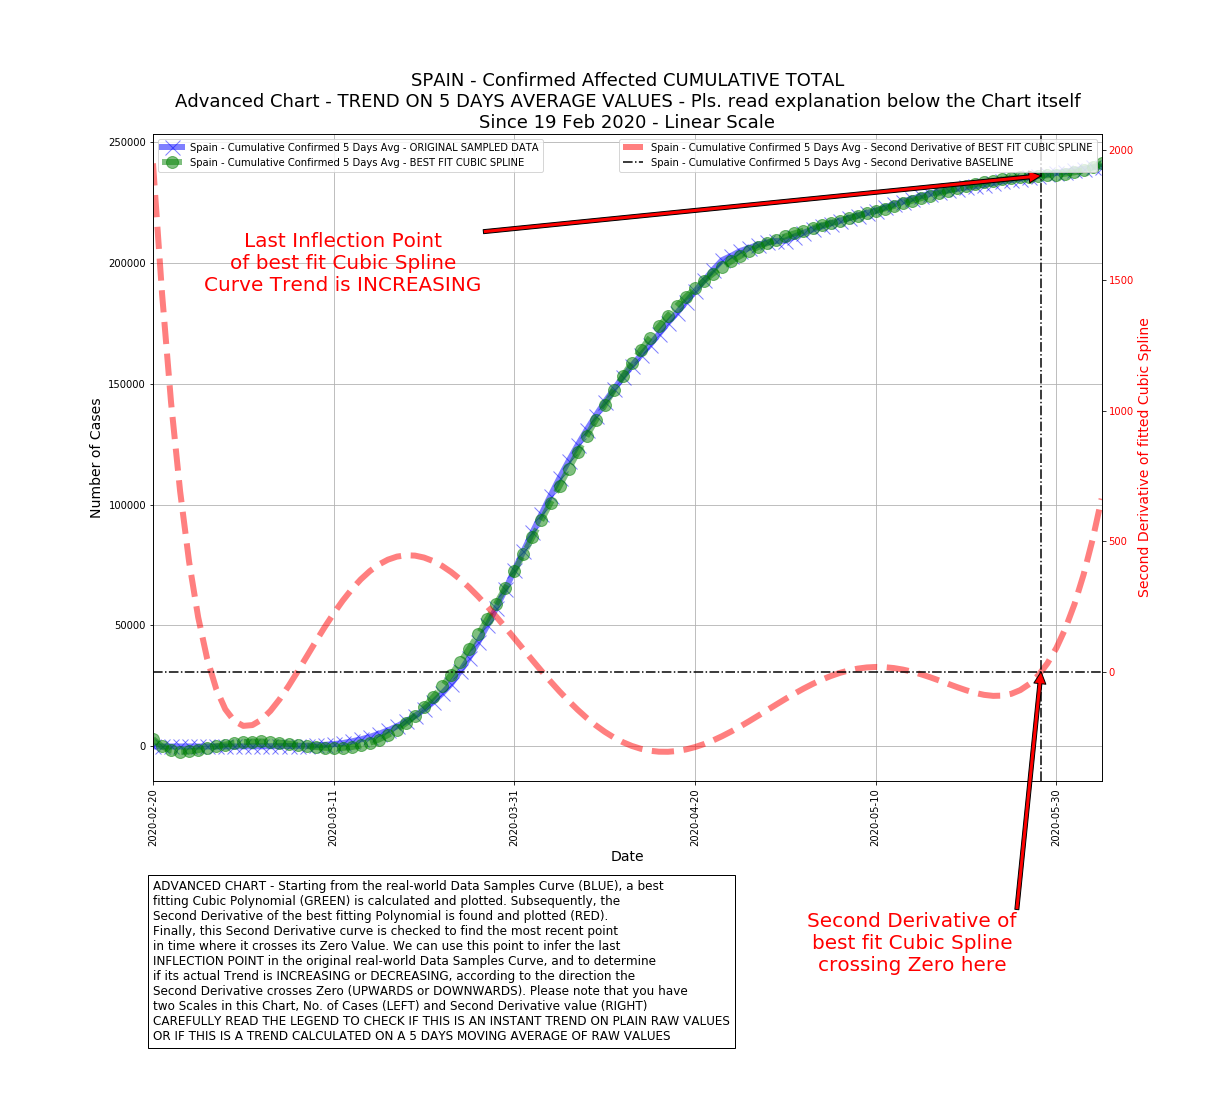 SPAIN - Confirmed Affected CUMULATIVE TOTAL
Advanced Chart - TREND ON 5 DAYS AVERAGE VALUES - Pls. read explanation below the Chart itself
Since 19 Feb 2020 - Linear Scale
Spain - Cumulative Confirmed 5 Days Avg - ORIGINAL SAMPLED DATA
Spain - Cumulative Confirmed 5 Days Avg - BEST FIT CUBIC SPLINE
Spain - Cumulative Confirmed 5 Days Avg - Second Derivative of BEST FIT CUBIC SPLINE
Spain - Cumulative Confirmed 5 Days Avg - Second Derivative BASELINE
Last Inflection Point
of best fit Cubic Spline
Curve Trend is INCREASING
Number of Cases
250000
200000
150000
100000
50000
0
2000
1500
1000
500
0
Second Derivative of fitted Cubic Spline
2020-02-20
2020-03-11
2020-03-31
2020-04-20
2020-05-10
2020-05-30
Date
ADVANCED CHART - Starting from the real-world Data Samples Curve (BLUE), a best
fitting Cubic Polynomial (GREEN) is calculated and plotted. Subsequently, the
Second Derivative of the best fitting Polynomial is found and plotted (RED).
Finally, this Second Derivative curve is checked to find the most recent point
in time where it crosses its Zero Value. We can use this point to infer the last
INFLECTION POINT in the original real-world Data Samples Curve, and to determine
if its actual Trend is INCREASING or DECREASING, according to the direction the
Second Derivative crosses Zero (UPWARDS or DOWNWARDS). Please note that you have
two Scales in this Chart, No. of Cases (LEFT) and Second Derivative value (RIGHT)
CAREFULLY READ THE LEGEND TO CHECK IF THIS IS AN INSTANT TREND ON PLAIN RAW VALUES
OR IF THIS IS A TREND CALCULATED ON A 5 DAYS MOVING AVERAGE OF RAW VALUES
Second Derivative of
best fit Cubic Spline
crossing Zero here